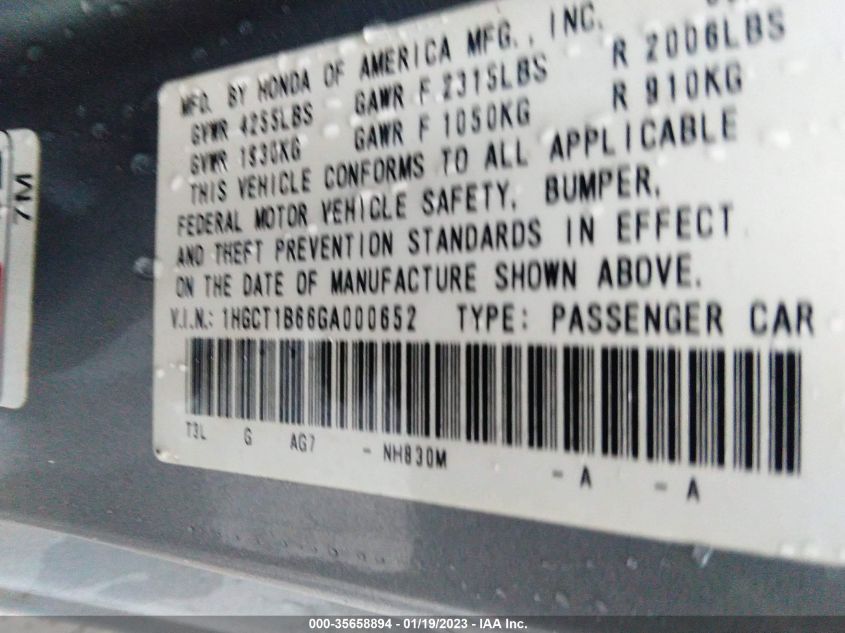 MFD. BY HONDA OF AMERICA MFG., INC.
GVWR 4255LBS GAWR F 2315LBS R 2006LBS
GVWR 1930KG GAWR F 1050KG R 910KG
THIS VEHICLE CONFORMS TO ALL APPLICABLE
FEDERAL MOTOR VEHICLE SAFETY, BUMPER,
AND THEFT PREVENTION STANDARDS IN EFFECT
ON THE DATE OF MANUFACTURE SHOWN ABOVE.
V.I.N.: 1HGCT1B66GA000652 TYPE: PASSENGER CAR
T3L G AG7 - NH830M - A - A
7M
000-35658894 - 01/19/2023 - IAA Inc.